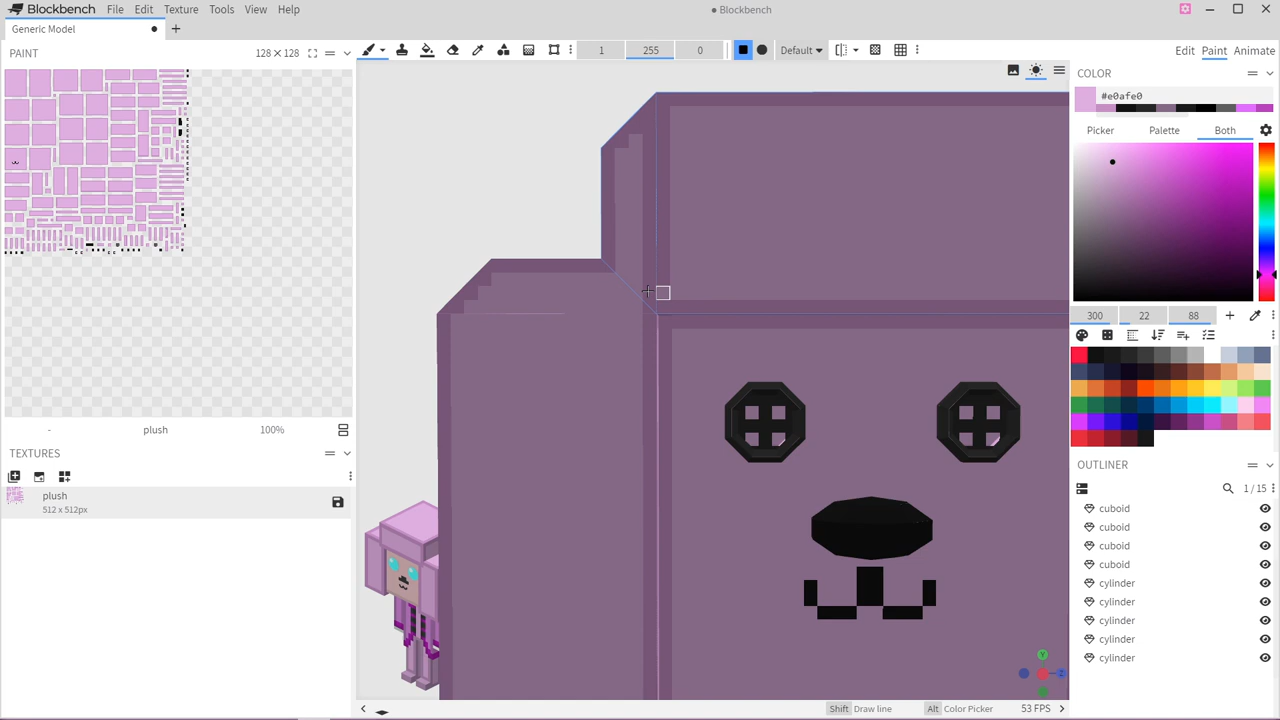 Blockbench File Edit Texture Tools View Help
● Blockbench
Generic Model
PAINT 128 × 128
1 255 0 Default
Edit Paint Animate
COLOR
#e0afe0
Picker Palette Both
300 22 88
- plush 100%
TEXTURES
plush
512 x 512px
OUTLINER
1 / 15
cuboid
cuboid
cuboid
cuboid
cylinder
cylinder
cylinder
cylinder
cylinder
Y
Shift Draw line Alt Color Picker 53 FPS